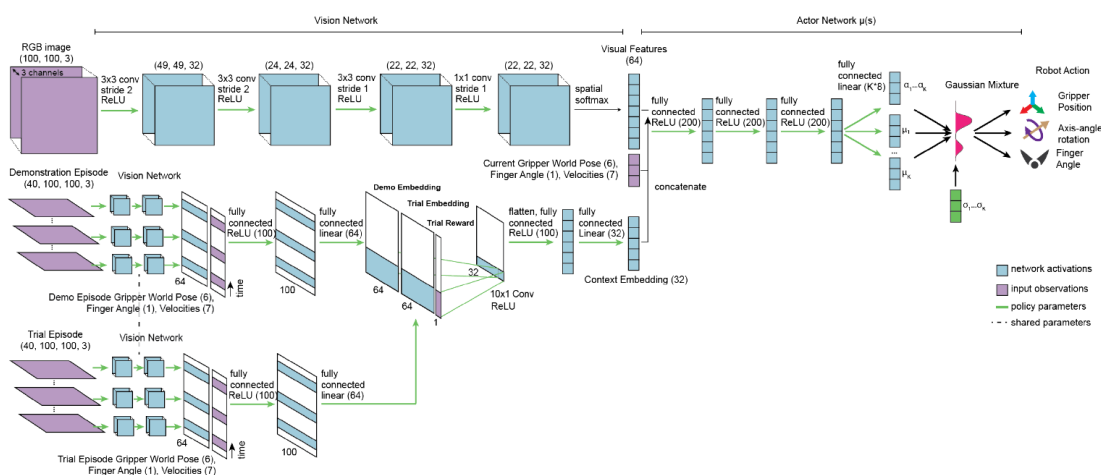 Vision Network
Actor Network μ(s)
RGB image
(100, 100, 3)
3 channels
3x3 conv
stride 2
ReLU
(49, 49, 32)
3x3 conv
stride 2
ReLU
(24, 24, 32)
3x3 conv
stride 1
ReLU
(22, 22, 32)
1x1 conv
stride 1
ReLU
(22, 22, 32)
spatial
softmax
Visual Features
(64)
fully
connected
ReLU (200)
fully
connected
ReLU (200)
fully
connected
ReLU (200)
fully
connected
linear (K*8)
α₁...αₖ
μ₁
...
μₖ
Gaussian Mixture
σ₁...σₖ
Robot Action
Gripper
Position
Axis-angle
rotation
Finger
Angle
Current Gripper World Pose (6),
Finger Angle (1), Velocities (7)
concatenate
Demonstration Episode
(40, 100, 100, 3)
Vision Network
64
time
Demo Episode Gripper World Pose (6),
Finger Angle (1), Velocities (7)
fully
connected
ReLU (100)
100
fully
connected
linear (64)
Demo Embedding
Trial Embedding
Trial Reward
64
64
1
32
10x1 Conv
ReLU
flatten, fully
connected
ReLU (100)
fully
connected
Linear (32)
Context Embedding (32)
Trial Episode
(40, 100, 100, 3)
Vision Network
64
time
Trial Episode Gripper World Pose (6),
Finger Angle (1), Velocities (7)
fully
connected
ReLU (100)
100
fully
connected
linear (64)
network activations
input observations
policy parameters
shared parameters